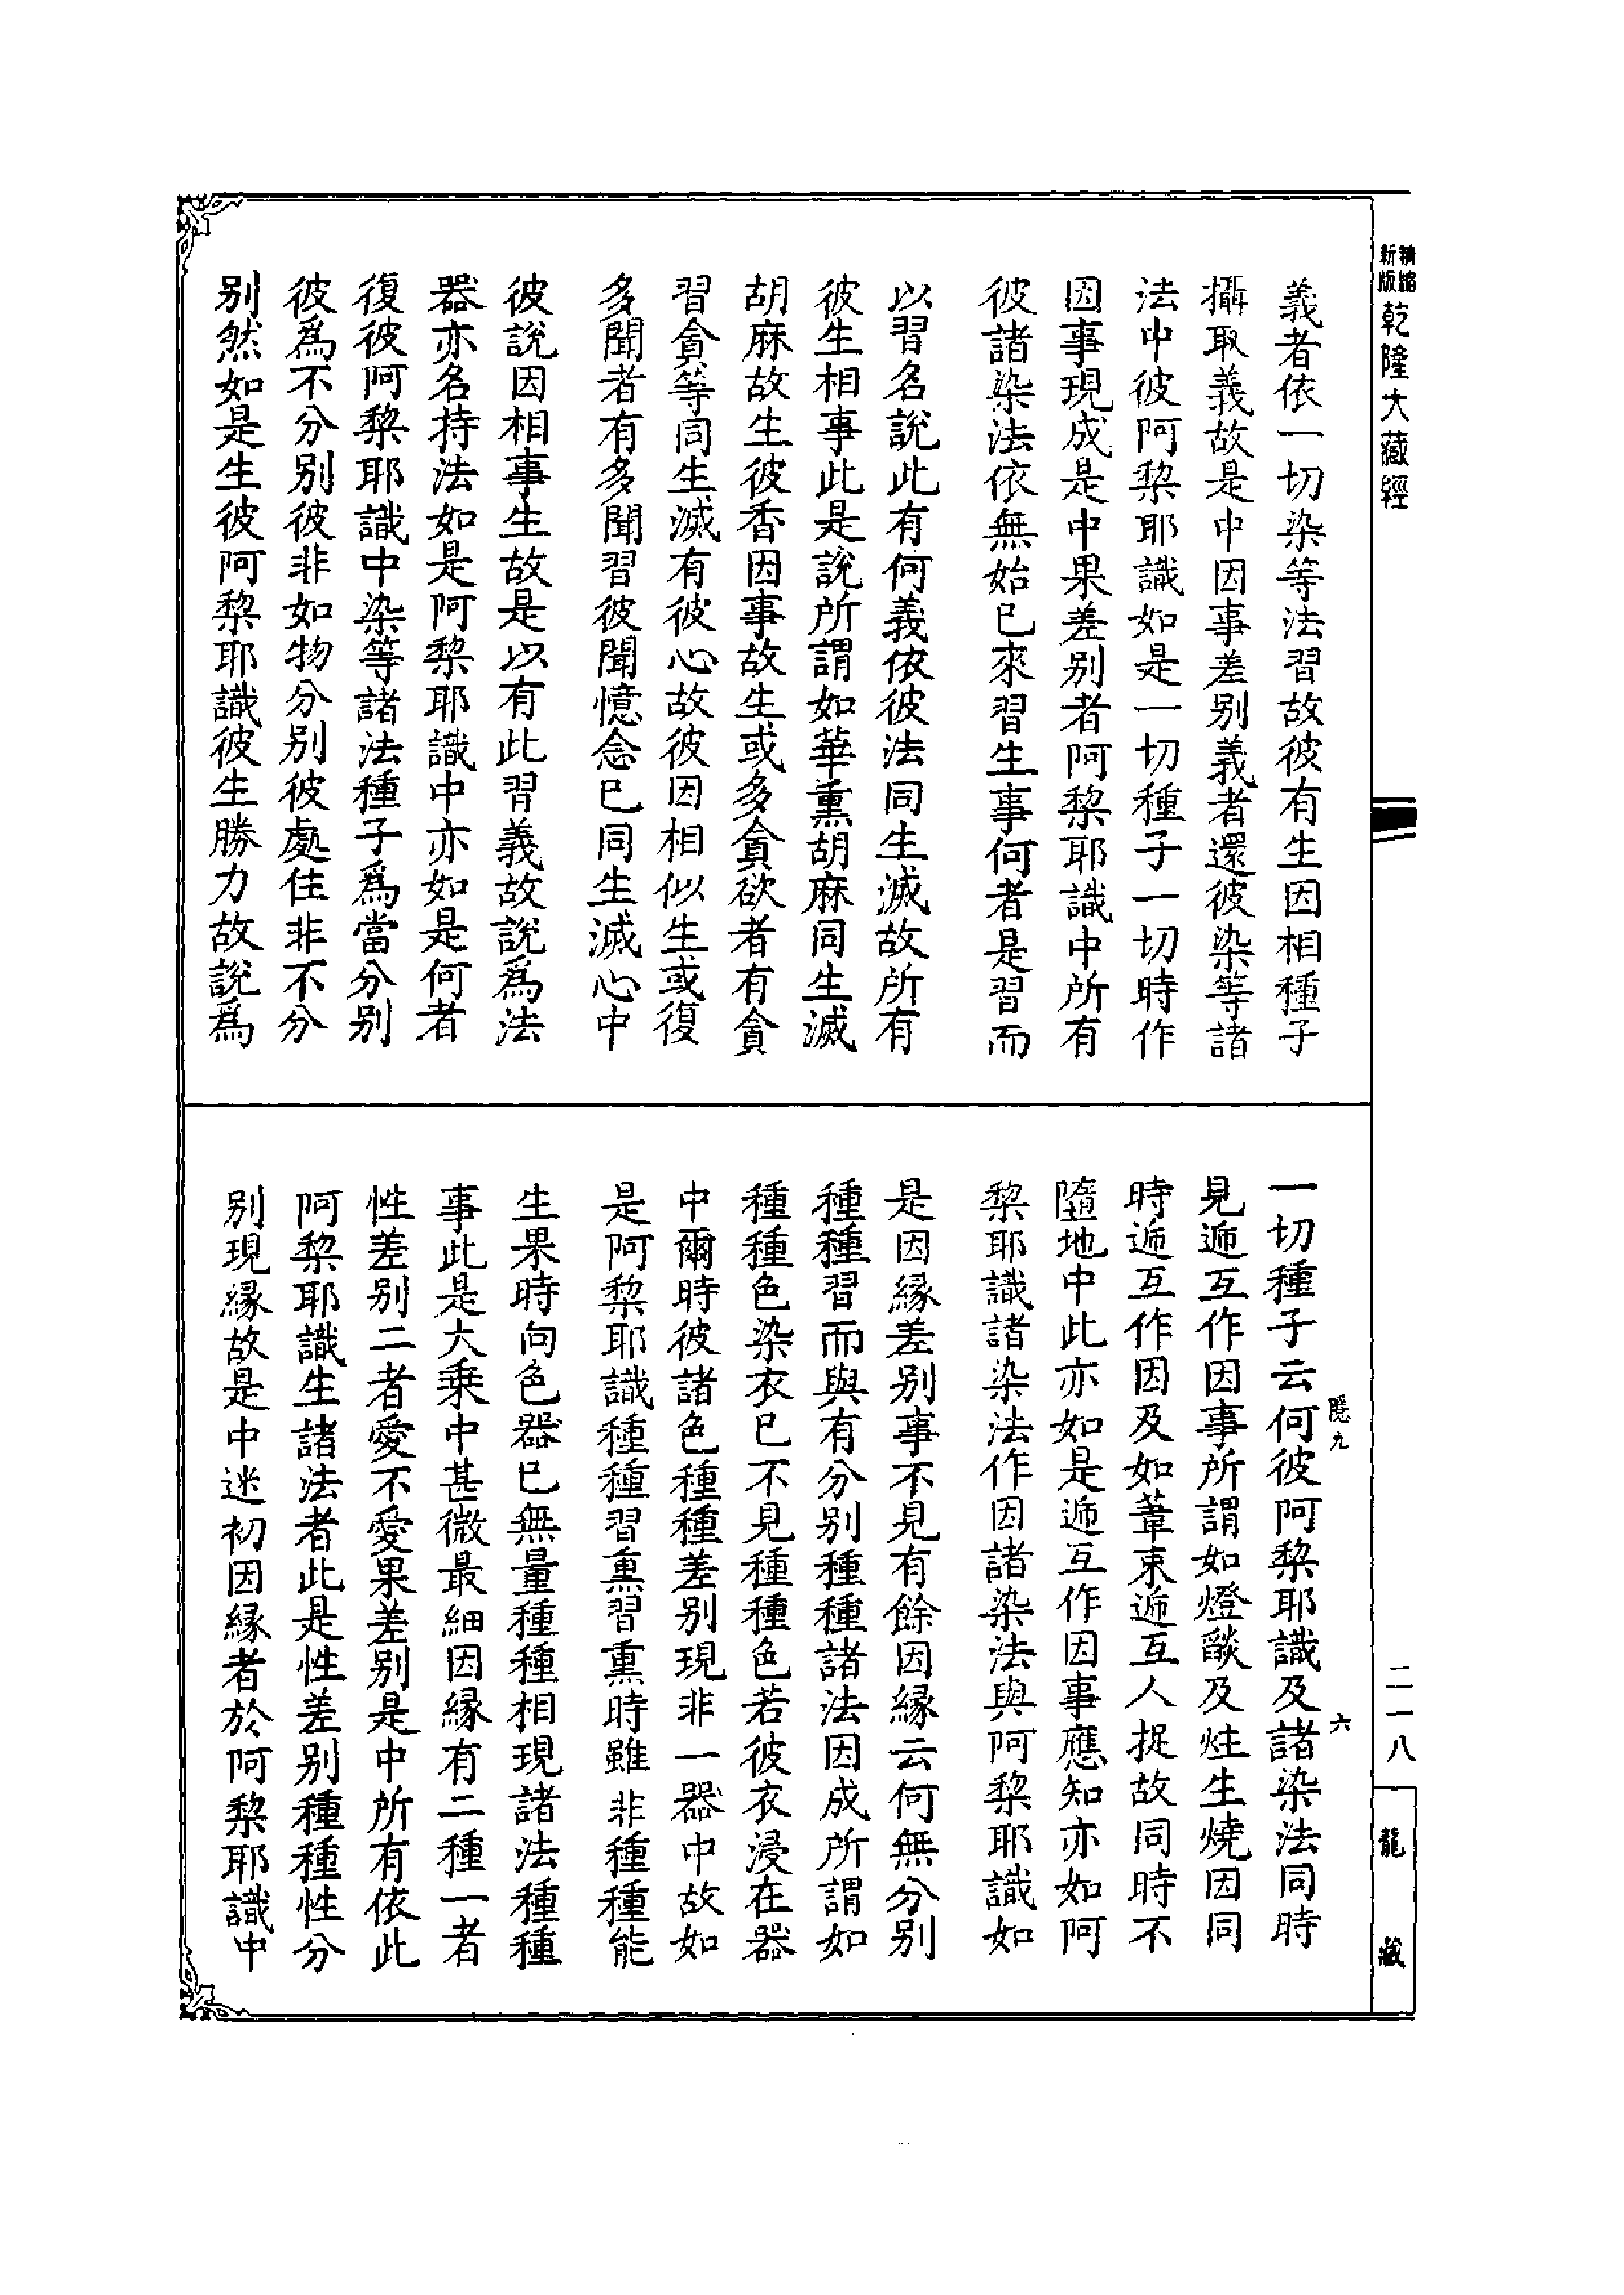 精縮
新版
乾隆大藏經
義者依一切染等法習故彼有生因相種子
攝取義故是中因事差别義者還彼染等諸
法中彼阿棃耶識如是一切種子一切時作
因事現成是中果差别者阿棃耶識中所有
彼諸染法依無始已來習生事何者是習而
以習名說此有何義依彼法同生滅故所有
彼生相事此是說所謂如華薰胡麻同生滅
胡麻故生彼香因事故生或多貪欲者有貪
習貪等同生滅有彼心故彼因相似生或復
多聞者有多聞習彼聞憶念已同生滅心中
彼說因相事生故是以有此習義故說爲法
器亦名持法如是阿棃耶識中亦如是何者
復彼阿棃耶識中染等諸法種子爲當分别
彼爲不分别彼非如物分别彼處住非不分
别然如是生彼阿棃耶識彼生勝力故說爲
一切種子云何彼阿棃耶識及諸染法同時
見遞互作因事所謂如燈燄及炷生燒因同
時遞互作因及如葦束遞互人捉故同時不
隨地中此亦如是遞互作因事應知亦如阿
棃耶識諸染法作因諸染法與阿棃耶識如
是因縁差别事不見有餘因縁云何無分别
種種習而與有分别種種諸法因成所謂如
種種色染衣已不見種種色若彼衣浸在器
中爾時彼諸色種種差别現非一器中故如
是阿棃耶識種種習熏習熏時雖非種種能
生果時向色器已無量種種相現諸法種種
事此是大乘中甚微最細因縁有二種一者
性差别二者愛不愛果差别是中所有依此
阿棃耶識生諸法者此是性差别種種性分
别現縁故是中迷初因縁者於阿棃耶識中
隱九
六
二一八
龍藏